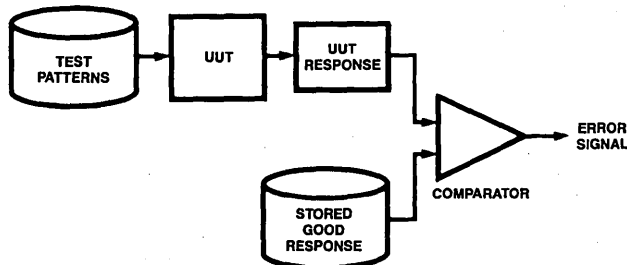 TEST
PATTERNS
UUT
UUT
RESPONSE
ERROR
SIGNAL
COMPARATOR
STORED
GOOD
RESPONSE